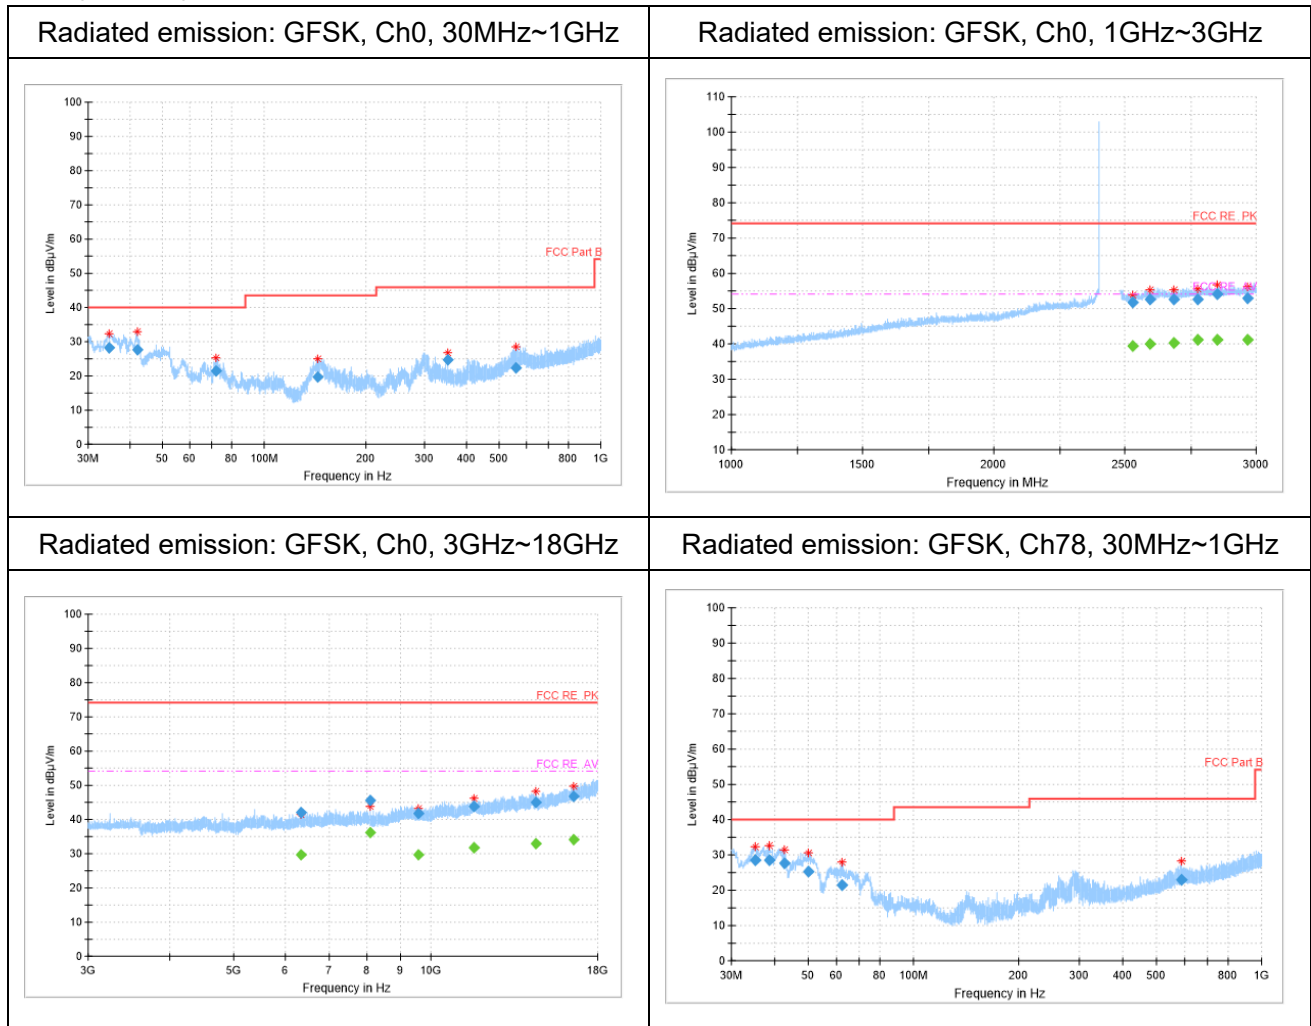 Radiated emission: GFSK, Ch0, 30MHz~1GHz
Radiated emission: GFSK, Ch0, 1GHz~3GHz
100
90
80
70
60
50
40
30
20
10
0
Level in dBµV/m
FCC Part B
30M 50 60 80 100M 200 300 400 500 800 1G
Frequency in Hz
110
100
90
80
70
60
50
40
30
20
10
Level in dBµV/m
FCC RE_PK
FCC RE_AV
1000 1500 2000 2500 3000
Frequency in MHz
Radiated emission: GFSK, Ch0, 3GHz~18GHz
Radiated emission: GFSK, Ch78, 30MHz~1GHz
100
90
80
70
60
50
40
30
20
10
0
Level in dBµV/m
FCC RE_PK
FCC RE_AV
3G 5G 6 7 8 9 10G 18G
Frequency in Hz
100
90
80
70
60
50
40
30
20
10
0
Level in dBµV/m
FCC Part B
30M 50 60 80 100M 200 300 400 500 800 1G
Frequency in Hz